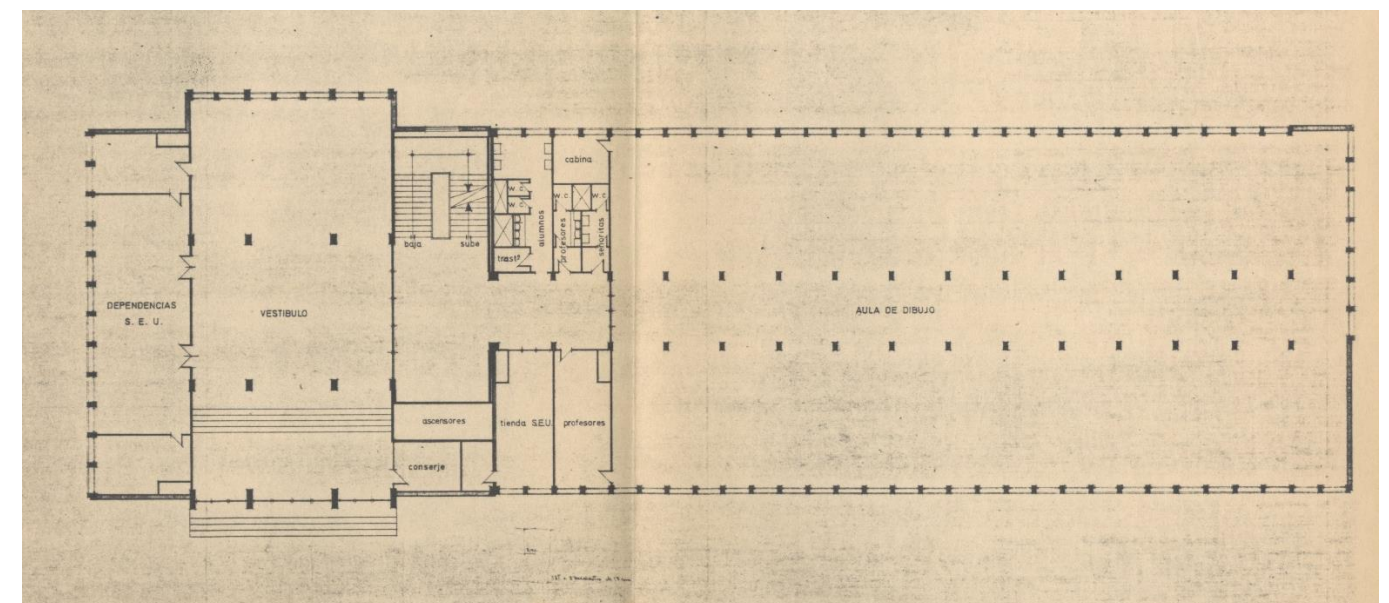 cabina
w.c
w.c
w.c
w.c
alumnos
profesores
señoritas
baja
sube
trastº
DEPENDENCIAS
S. E. U.
VESTIBULO
AULA DE DIBUJO
ascensores
tienda S.E.U.
profesores
conserje